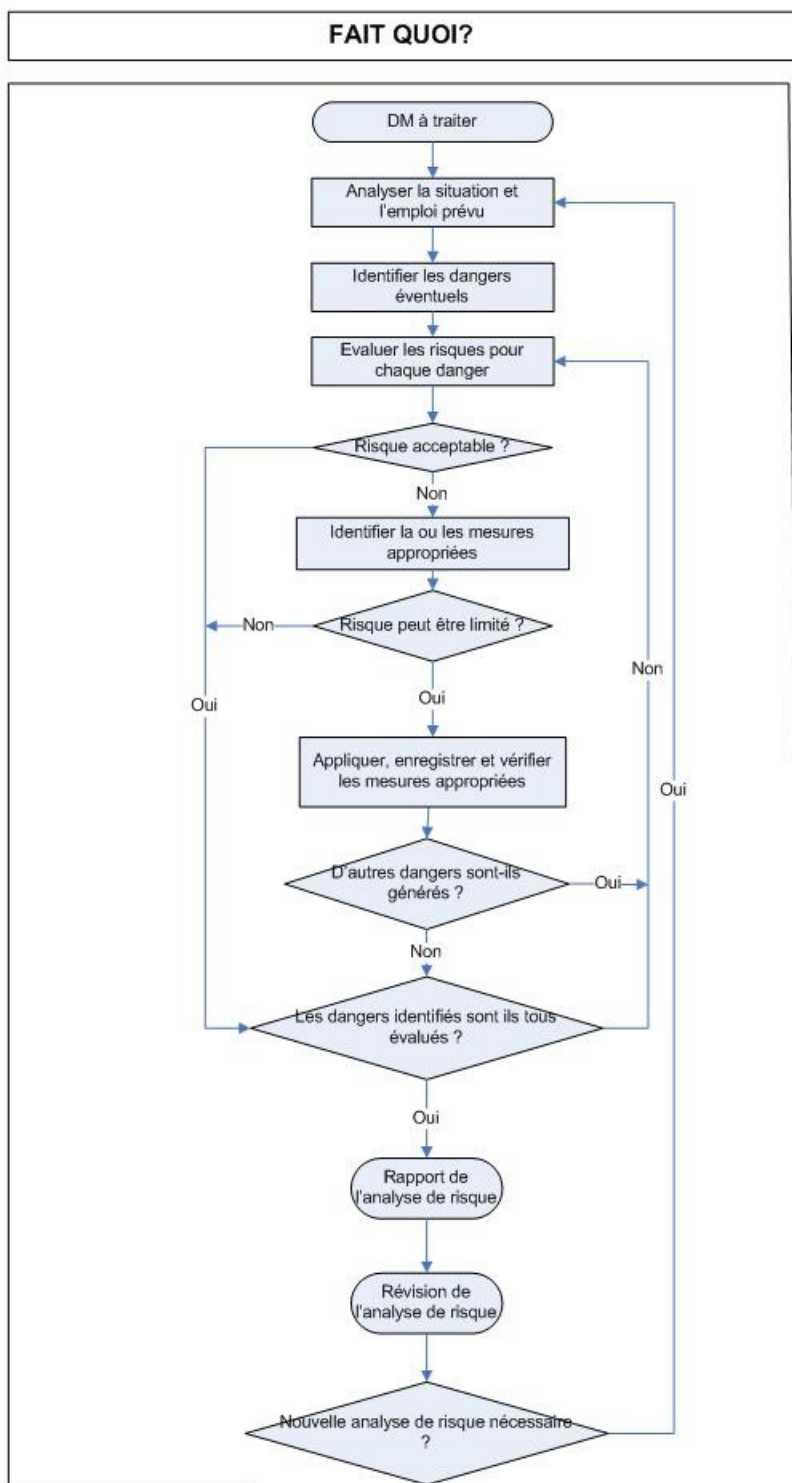 FAIT QUOI?
DM à traiter
Analyser la situation et
l'emploi prévu
Identifier les dangers
éventuels
Evaluer les risques pour
chaque danger
Risque acceptable ?
Non
Identifier la ou les mesures
appropriées
Risque peut être limité ?
Non
Non
Oui
Oui
Appliquer, enregistrer et vérifier
les mesures appropriées
Oui
D'autres dangers sont-ils
générés ?
Oui
Non
Les dangers identifiés sont ils tous
évalués ?
Oui
Rapport de
l'analyse de risque
Révision de
l'analyse de risque
Nouvelle analyse de risque nécessaire
?